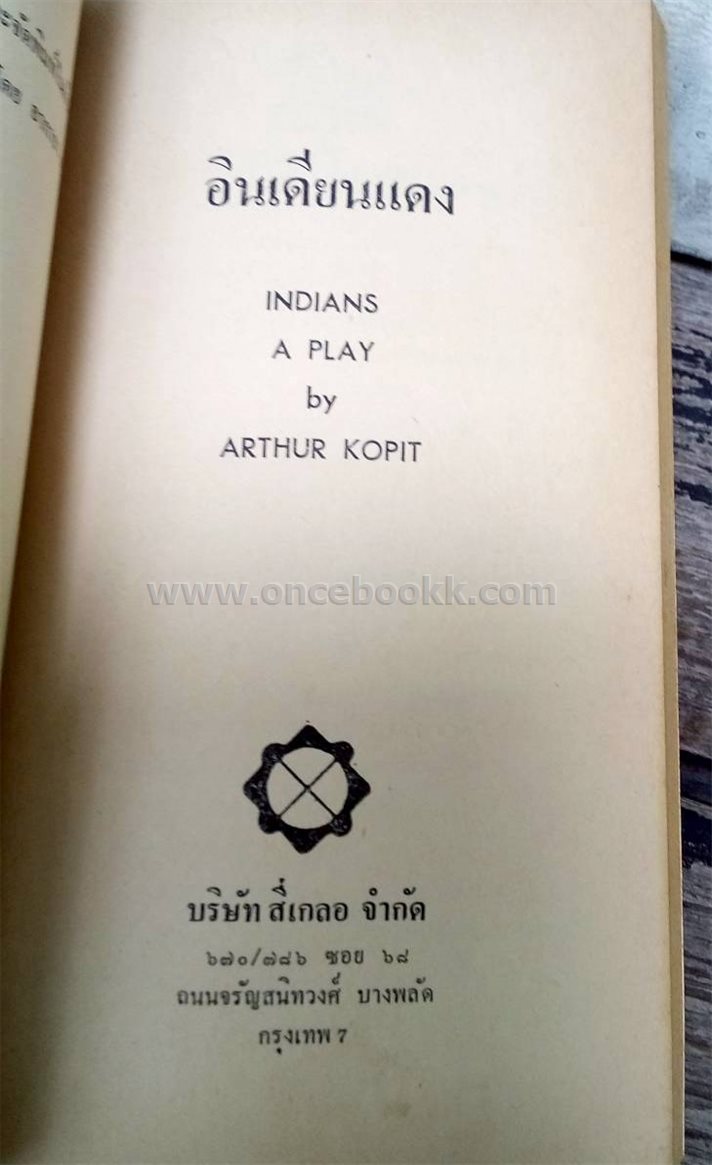 อินเดียนแดง
INDIANS
A PLAY
by
ARTHUR KOPIT
www.oncebookk.com
บริษัท สี่เกลอ จำกัด
๖๗๐/๗๘๖ ซอย ๖๘
ถนนจรัญสนิทวงศ์ บางพลัด
กรุงเทพ 7